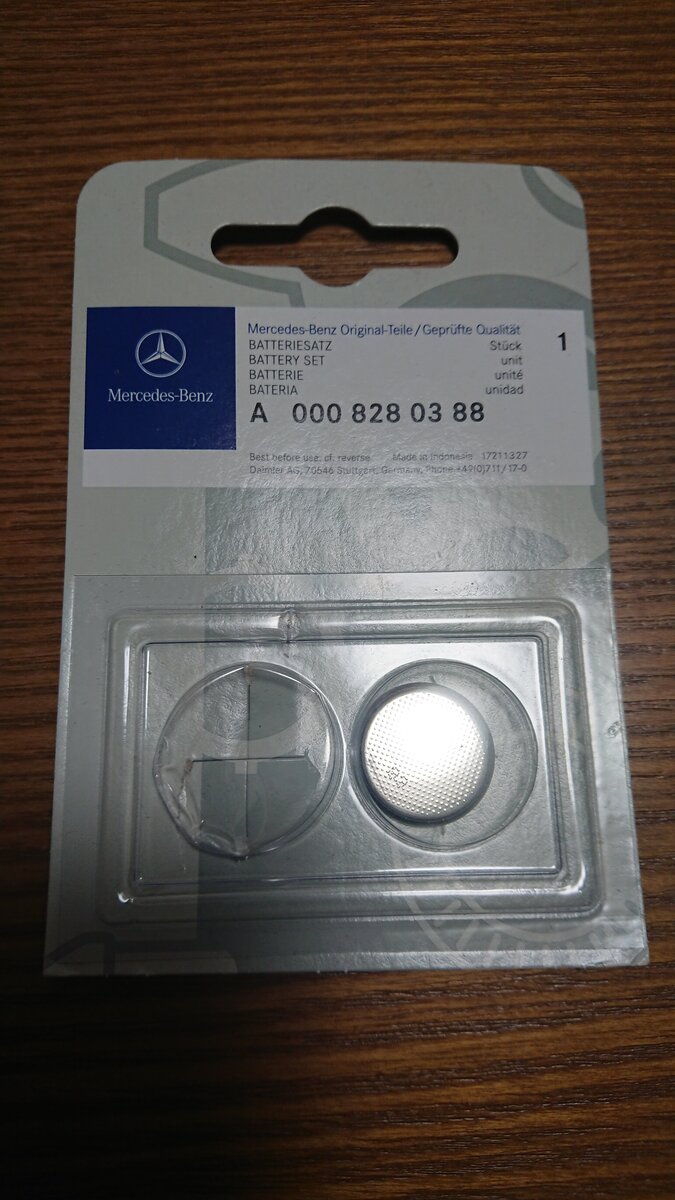 Mercedes-Benz
Mercedes-Benz Original-Teile/Geprüfte Qualität
BATTERIESATZ Stück 1
BATTERY SET unit
BATTERIE unité
BATERIA unidad
A 000 828 03 88
Best before use: cf. reverse Made in Indonesia 17211327
Daimler AG, 70546 Stuttgart, Germany, Phone +49(0)711/17-0